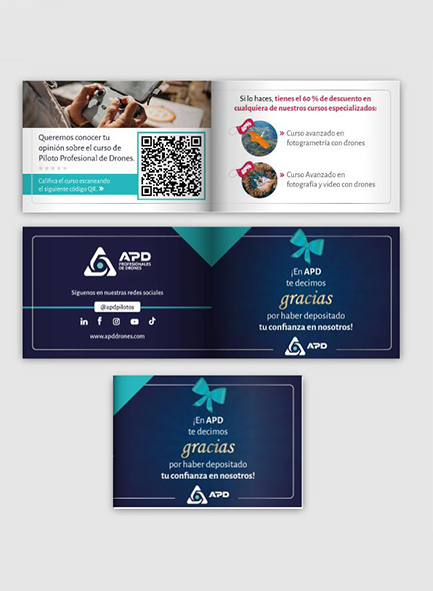 Queremos conocer tu
opinión sobre el curso de
Piloto Profesional de Drones.
Califica el curso escaneando
el siguiente código QR. »
Si lo haces, tienes el 60 % de descuento en
cualquiera de nuestros cursos especializados:
» Curso avanzado en
fotogrametría con drones
» Curso Avanzado en
fotografía y video con drones
APD
PROFESIONALES
DE DRONES
Síguenos en nuestras redes sociales
@apdpilotos
www.apddrones.com
¡En APD
te decimos
gracias
por haber depositado
tu confianza en nosotros!
APD
¡En APD
te decimos
gracias
por haber depositado
tu confianza en nosotros!
APD